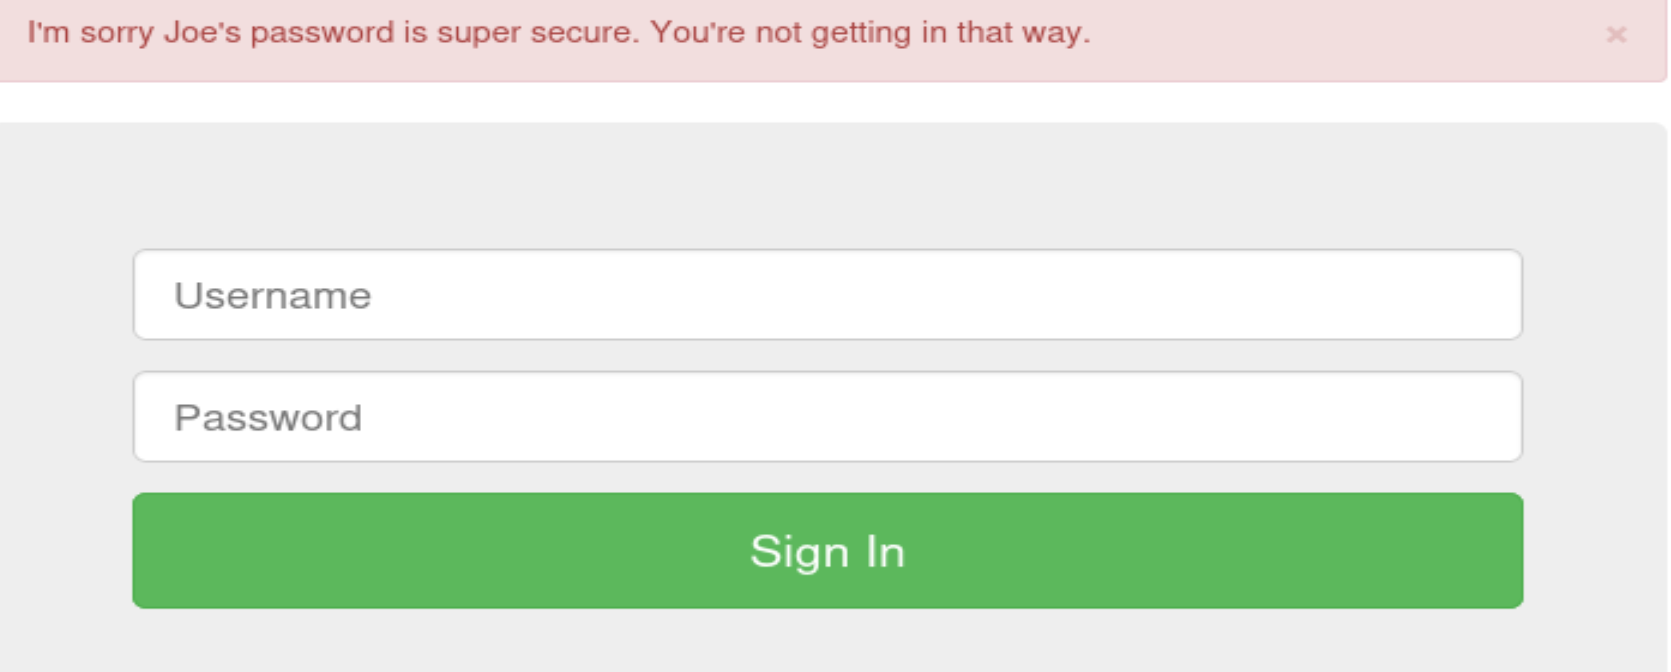 I'm sorry Joe's password is super secure. You're not getting in that way.
×
Username
Password
Sign In